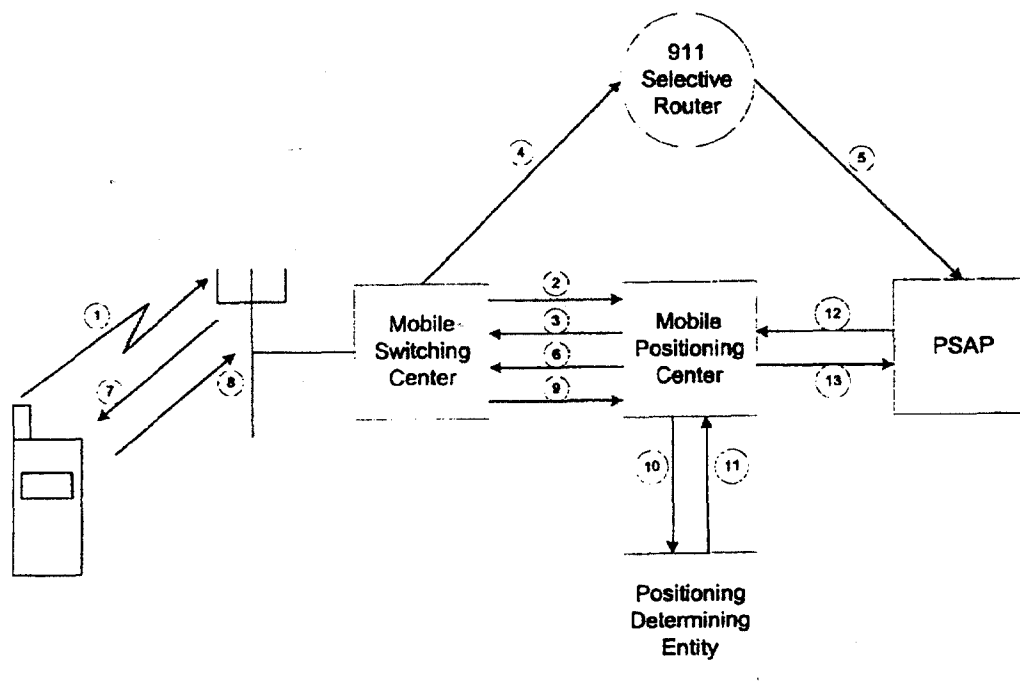 911
Selective
Router
4
5
1
2
Mobile
Switching
Center
3
Mobile
Positioning
Center
12
PSAP
6
7
8
9
13
10
11
Positioning
Determining
Entity